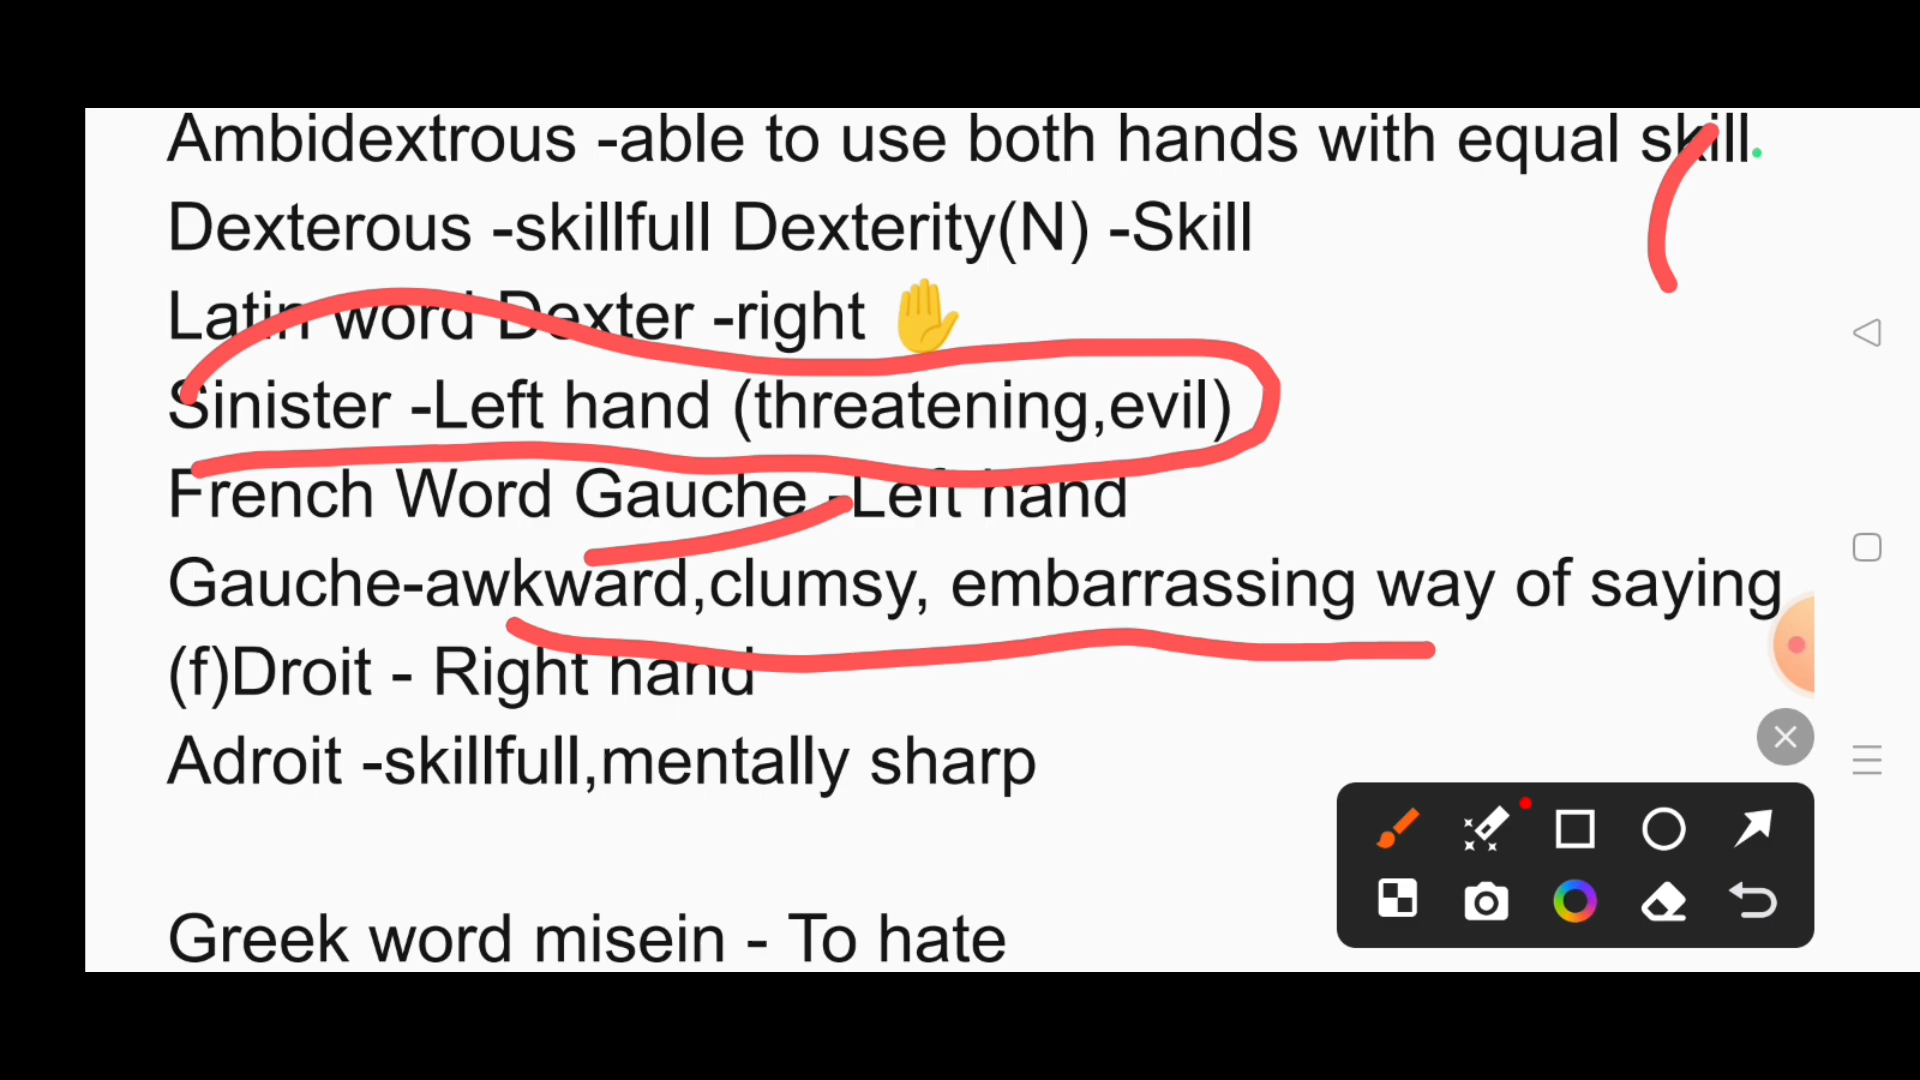 Ambidextrous -able to use both hands with equal skill.
Dexterous -skillfull Dexterity(N) -Skill
Latin word Dexter -right ✋
Sinister -Left hand (threatening,evil)
French Word Gauche -Left hand
Gauche-awkward,clumsy, embarrassing way of saying
(f)Droit - Right hand
Adroit -skillfull,mentally sharp
Greek word misein - To hate